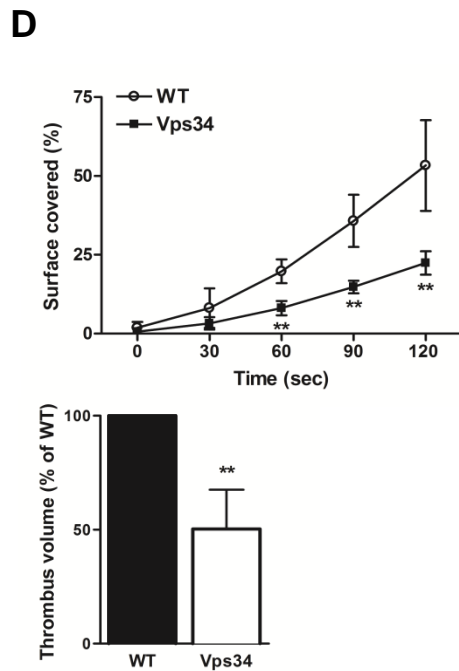 D
75
WT
Vps34
50
Surface covered (%)
25
**
**
**
0
0 30 60 90 120
Time (sec)
100
Thrombus volume (% of WT)
**
50
0
WT Vps34